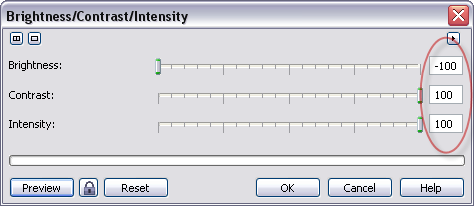 Brightness/Contrast/Intensity
Brightness: -100
Contrast: 100
Intensity: 100
Preview Reset OK Cancel Help